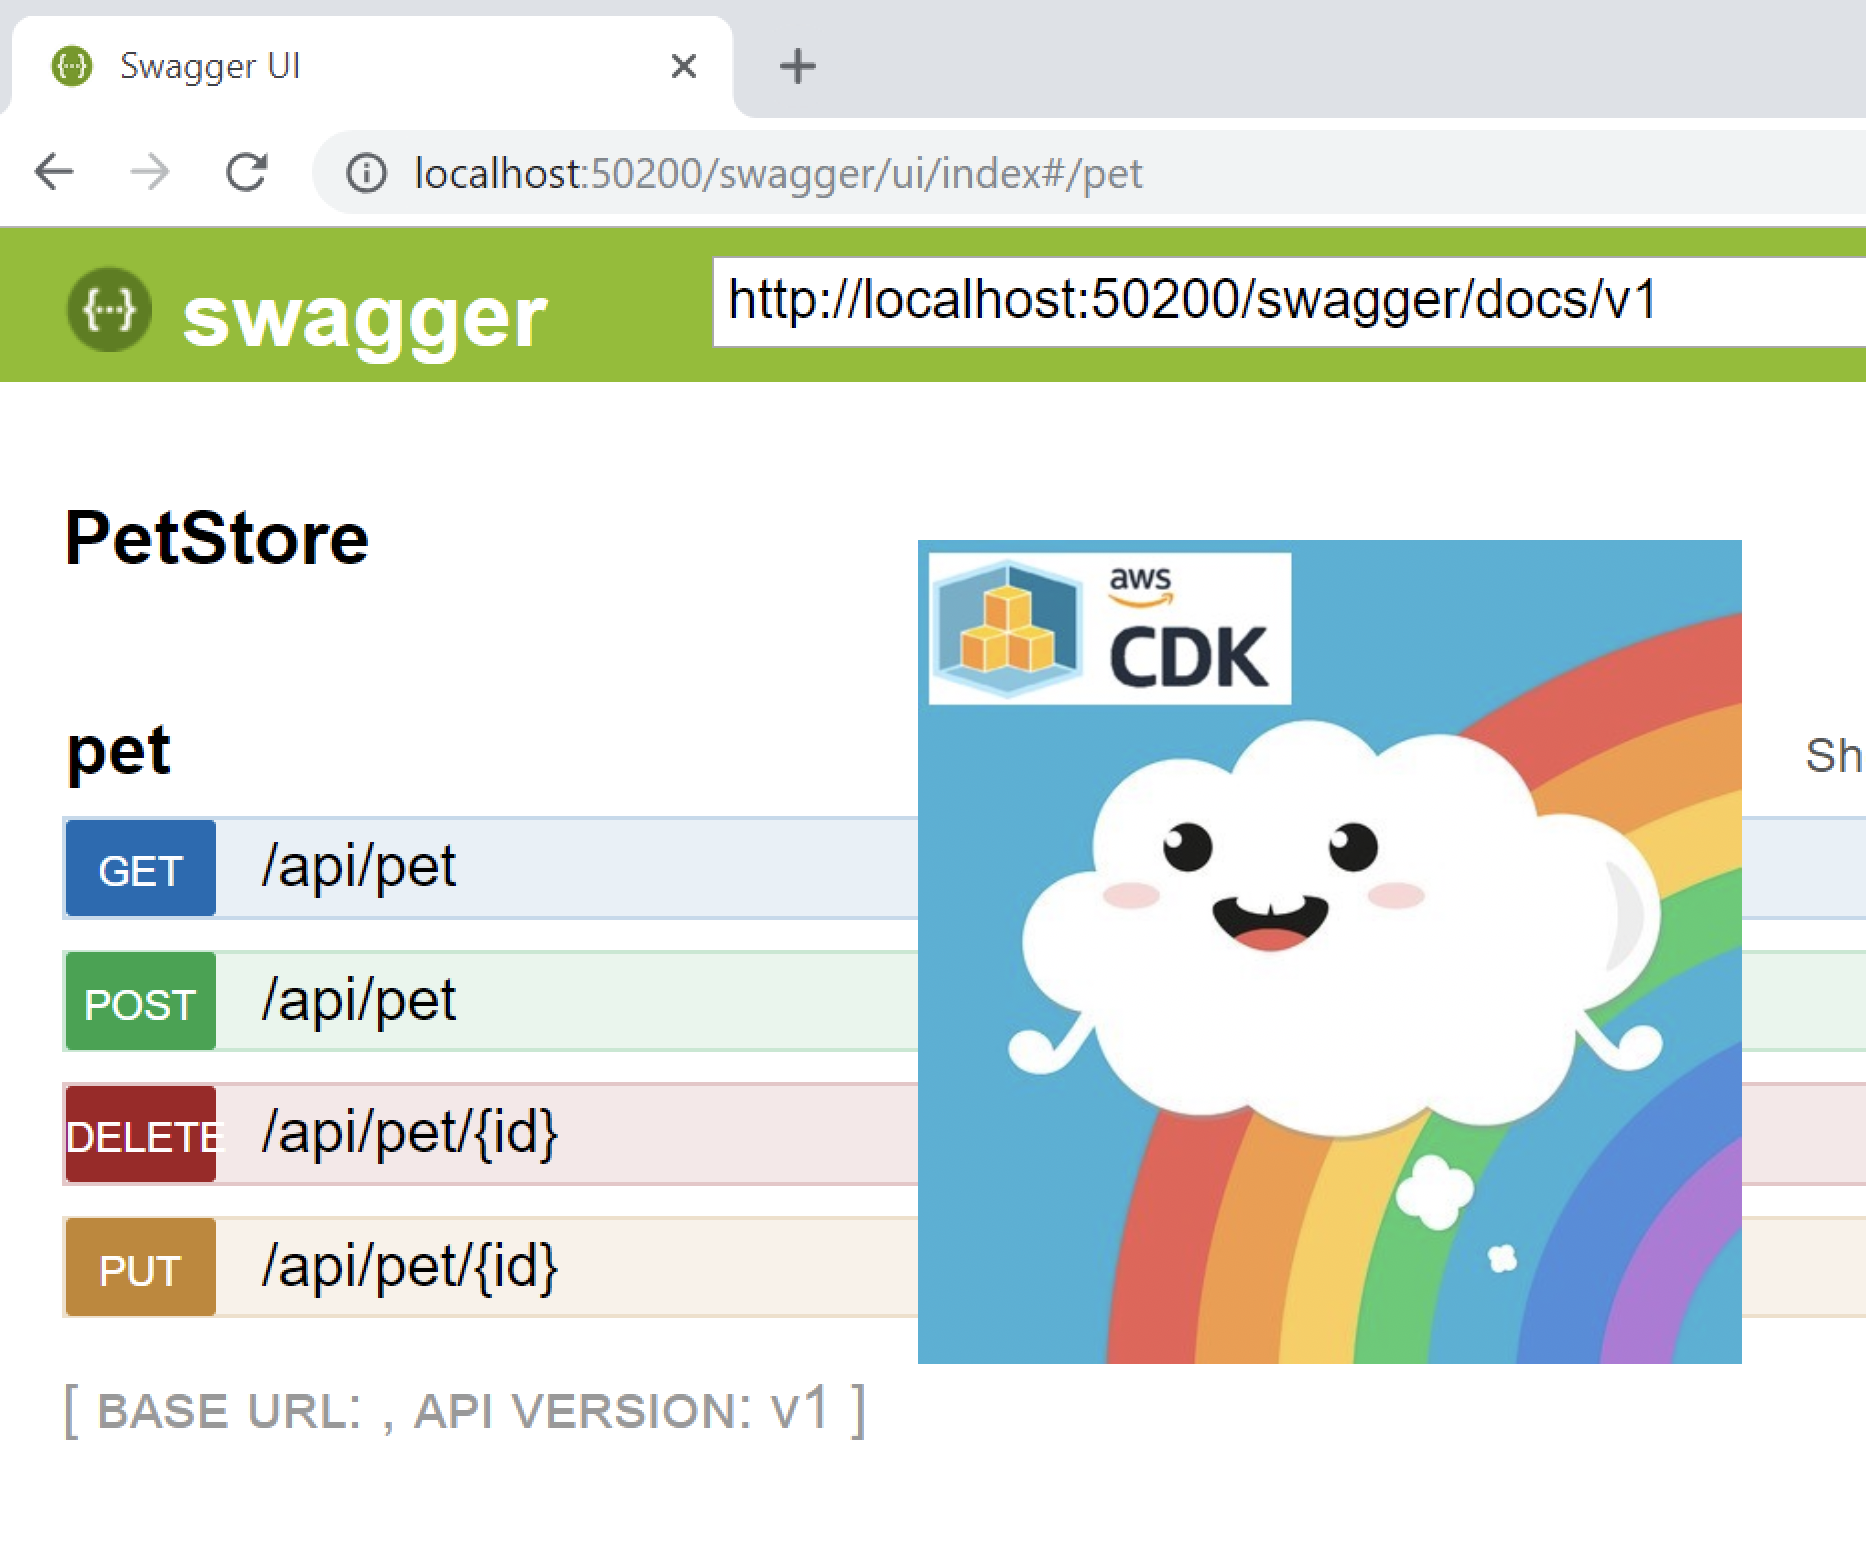 Swagger UI
localhost:50200/swagger/ui/index#/pet
{···} swagger
http://localhost:50200/swagger/docs/v1
PetStore
aws
CDK
pet
Sh
GET /api/pet
POST /api/pet
DELETE /api/pet/{id}
PUT /api/pet/{id}
[ BASE URL: , API VERSION: v1 ]